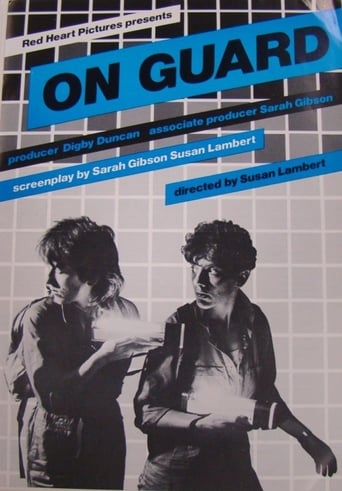 Red Heart Pictures presents
ON GUARD
producer Digby Duncan associate producer Sarah Gibson
screenplay by Sarah Gibson Susan Lambert
directed by Susan Lambert